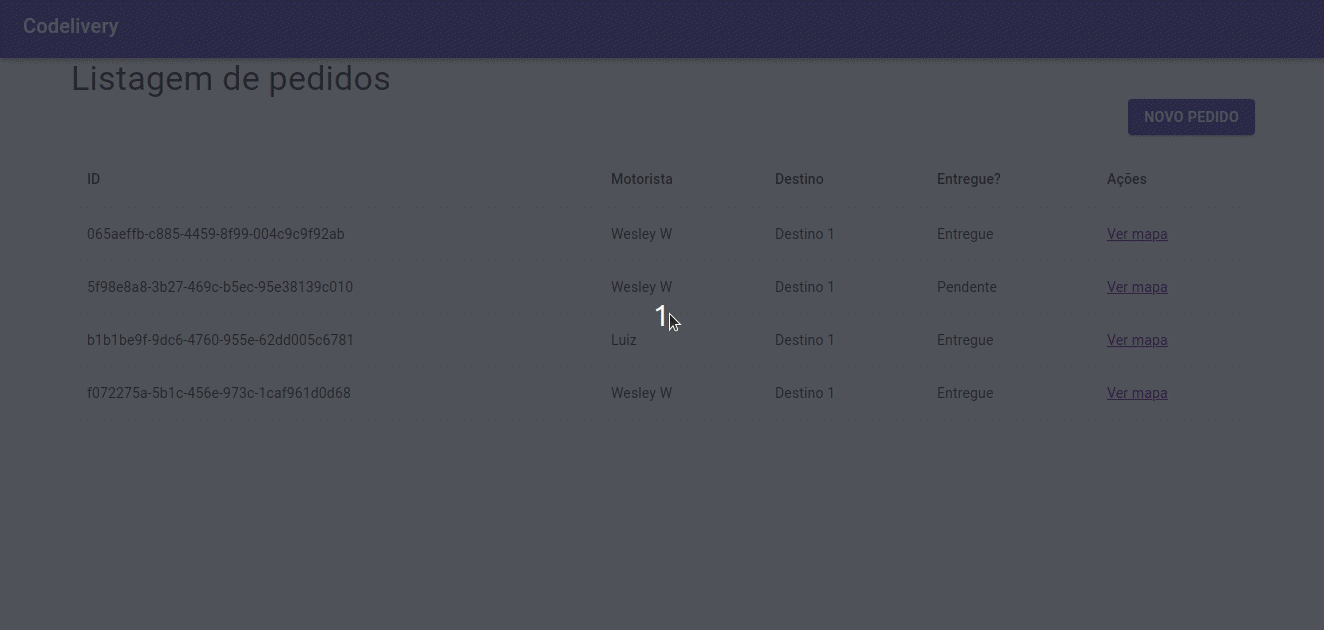 Codelivery
Listagem de pedidos
NOVO PEDIDO
ID Motorista Destino Entregue? Ações
065aeffb-c885-4459-8f99-004c9c9f92ab Wesley W Destino 1 Entregue Ver mapa
5f98e8a8-3b27-469c-b5ec-95e38139c010 Wesley W Destino 1 Pendente Ver mapa
1
b1b1be9f-9dc6-4760-955e-62dd005c6781 Luiz Destino 1 Entregue Ver mapa
f072275a-5b1c-456e-973c-1caf961d0d68 Wesley W Destino 1 Entregue Ver mapa